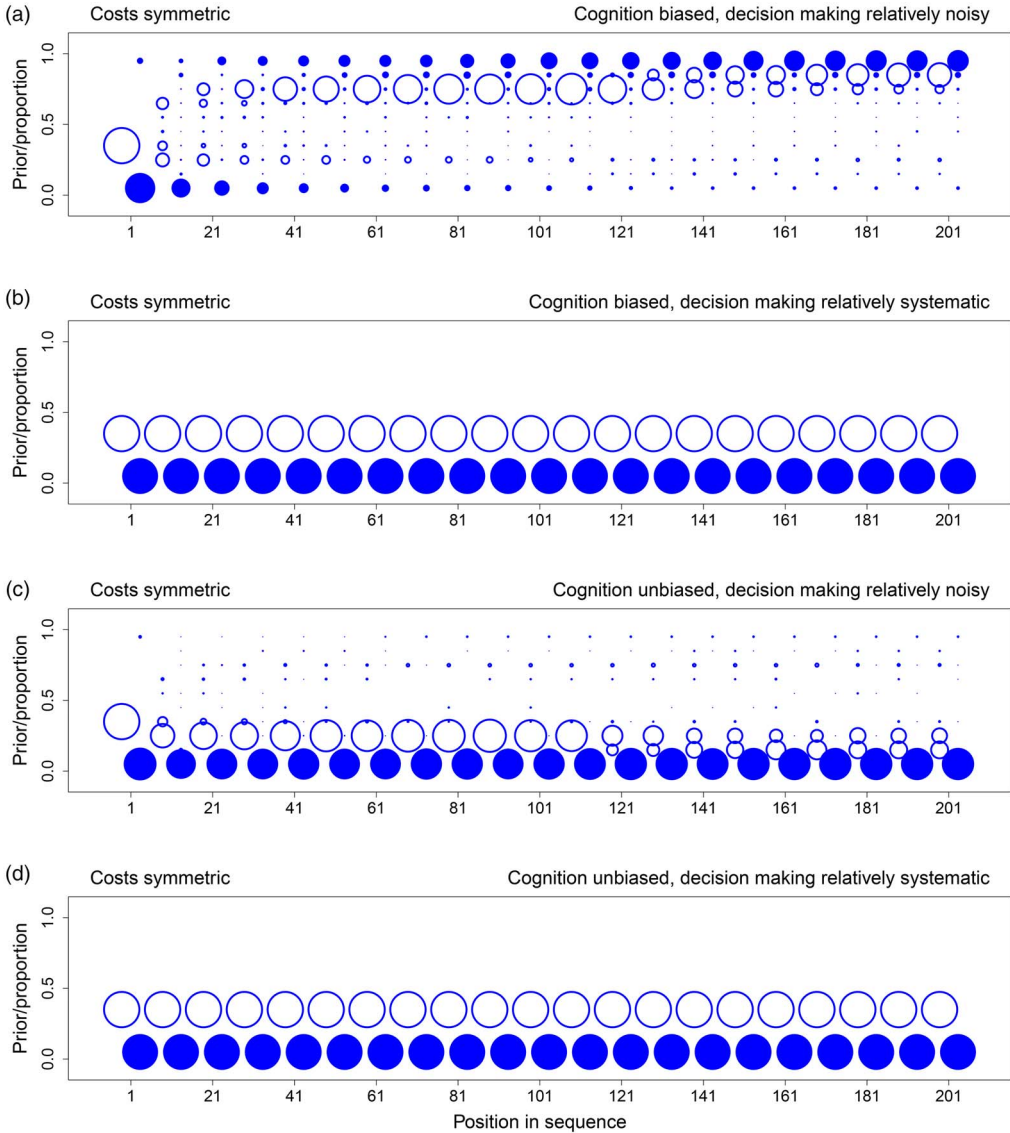 (a) Costs symmetric Cognition biased, decision making relatively noisy
1.0
0.5
0.0
Prior/proportion
1 21 41 61 81 101 121 141 161 181 201
(b) Costs symmetric Cognition biased, decision making relatively systematic
1.0
0.5
0.0
Prior/proportion
1 21 41 61 81 101 121 141 161 181 201
(c) Costs symmetric Cognition unbiased, decision making relatively noisy
1.0
0.5
0.0
Prior/proportion
1 21 41 61 81 101 121 141 161 181 201
(d) Costs symmetric Cognition unbiased, decision making relatively systematic
1.0
0.5
0.0
Prior/proportion
1 21 41 61 81 101 121 141 161 181 201
Position in sequence